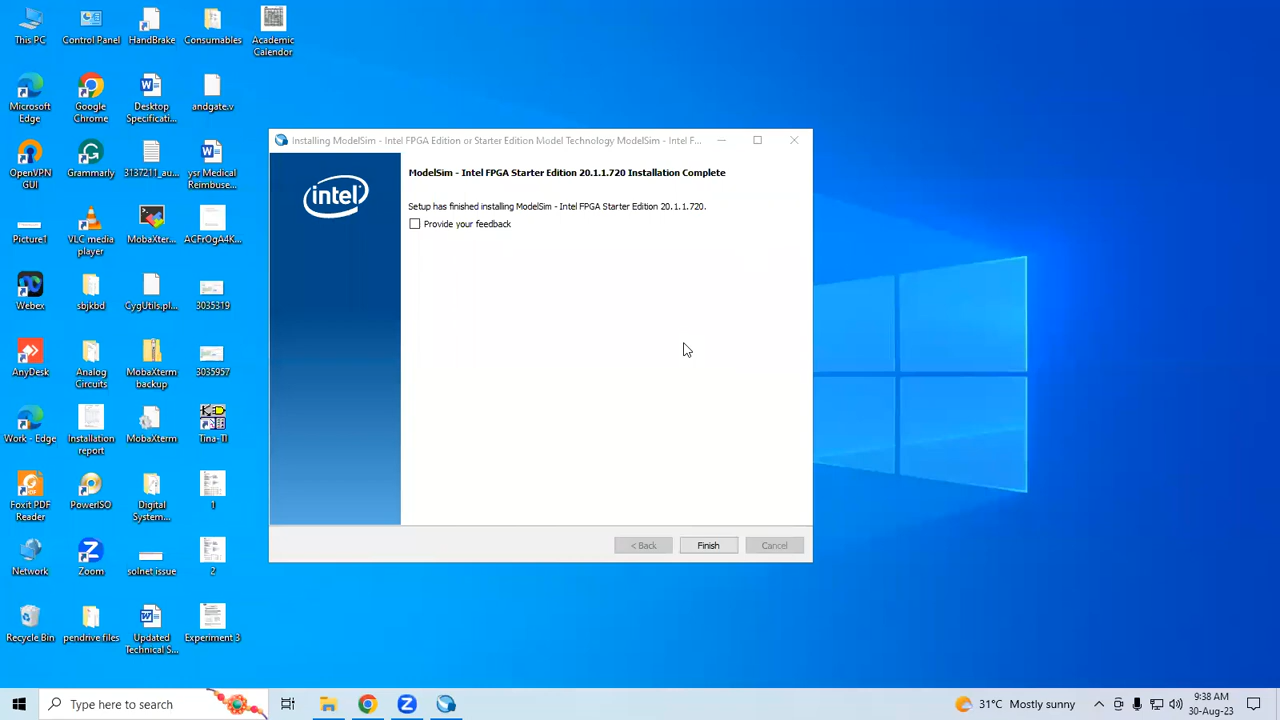 This PC
Control Panel
HandBrake
Consumables
Academic
Calendor
Microsoft
Edge
Google
Chrome
Desktop
Specificati...
andgate.v
OpenVPN
GUI
Grammarly
3137211_au...
ysr Medical
Reimburse...
Picture1
VLC media
player
MobaXter...
ACFrOgA4K...
Webex
sbjkbd
CygUtils.pl...
3035319
AnyDesk
Analog
Circuits
MobaXterm
backup
3035957
Work - Edge
Installation
report
MobaXterm
Tina-TI
Foxit PDF
Reader
PowerISO
Digital
System...
1
Network
Zoom
solnet issue
2
Recycle Bin
pendrive files
Updated
Technical S...
Experiment 3
Installing ModelSim - Intel FPGA Edition or Starter Edition Model Technology ModelSim - Intel F...
intel
ModelSim - Intel FPGA Starter Edition 20.1.1.720 Installation Complete
Setup has finished installing ModelSim - Intel FPGA Starter Edition 20.1.1.720.
Provide your feedback
< Back
Finish
Cancel
Type here to search
31°C Mostly sunny
9:38 AM
30-Aug-23